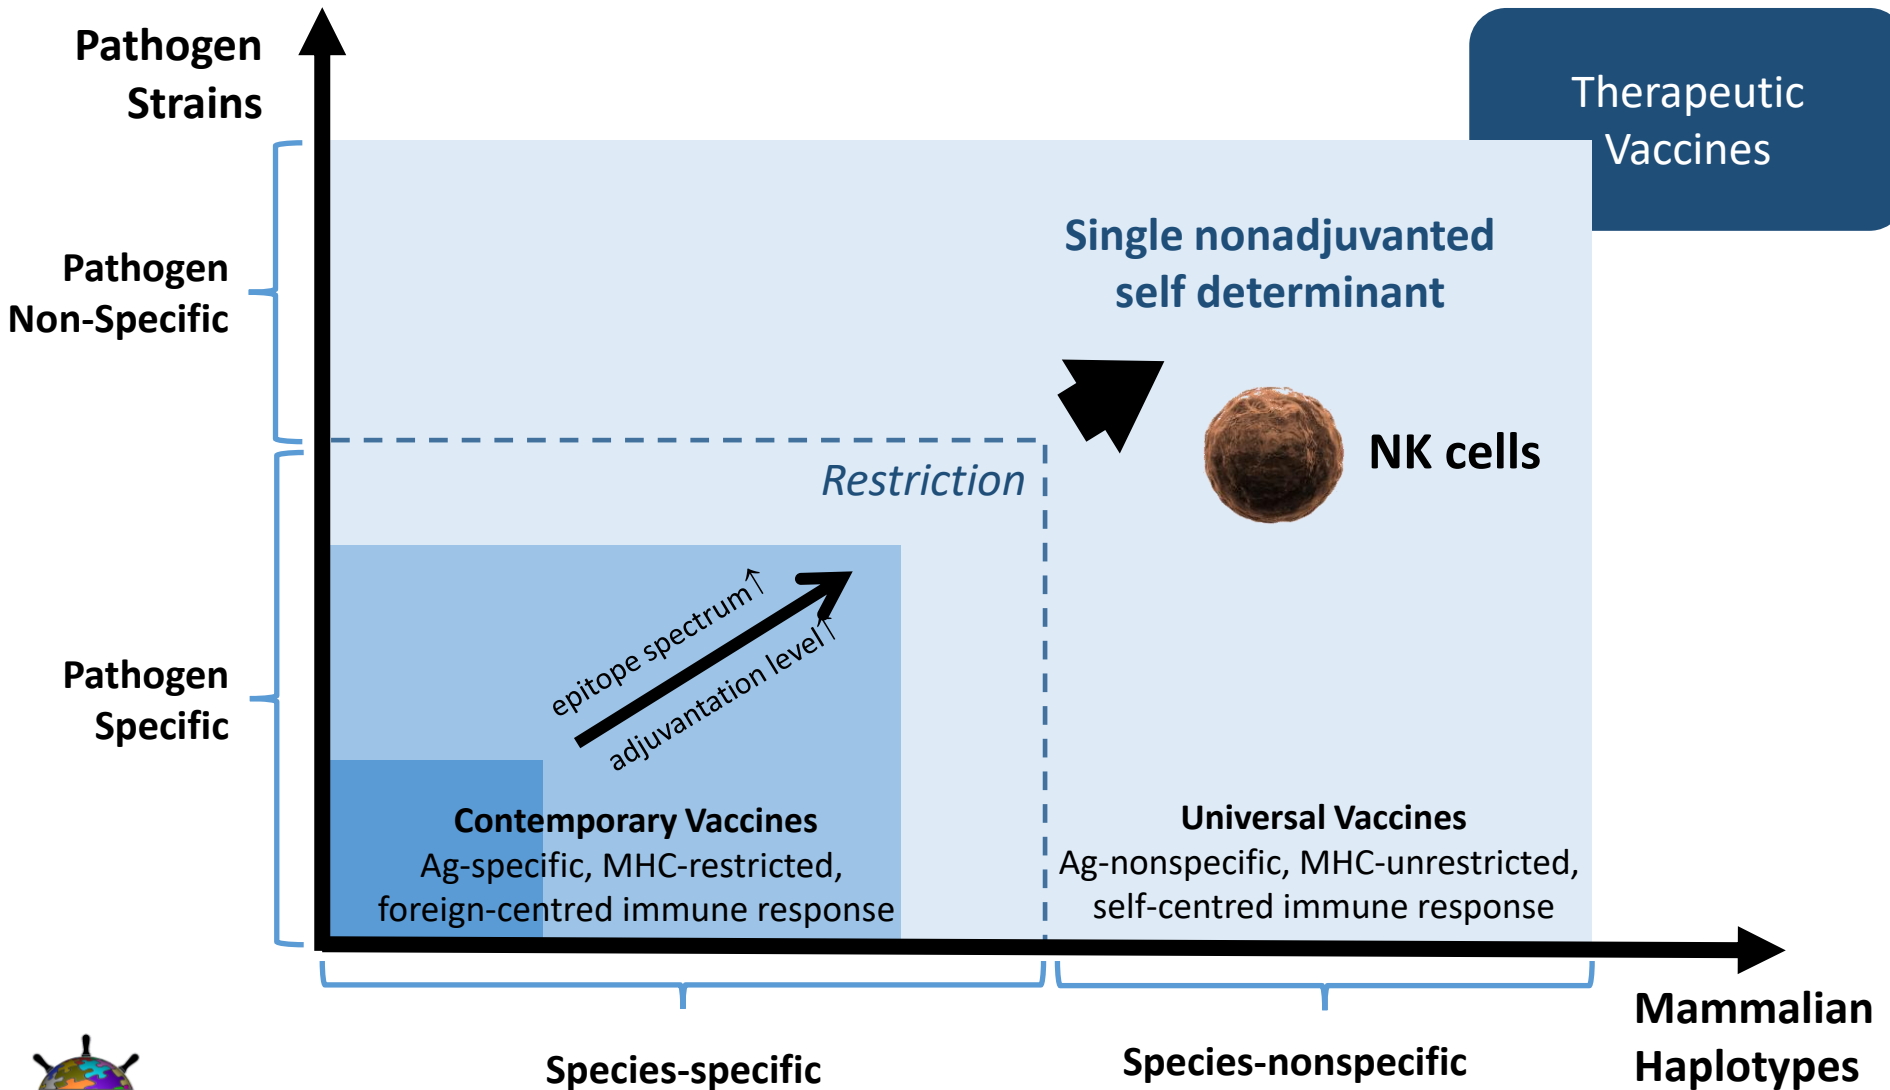 Pathogen
Strains
Therapeutic
Vaccines
Single nonadjuvanted
self determinant
Pathogen
Non-Specific
NK cells
Restriction
epitope spectrum↑
adjuvantation level↑
Pathogen
Specific
Contemporary Vaccines
Ag-specific, MHC-restricted,
foreign-centred immune response
Universal Vaccines
Ag-nonspecific, MHC-unrestricted,
self-centred immune response
Mammalian
Haplotypes
Species-specific
Species-nonspecific